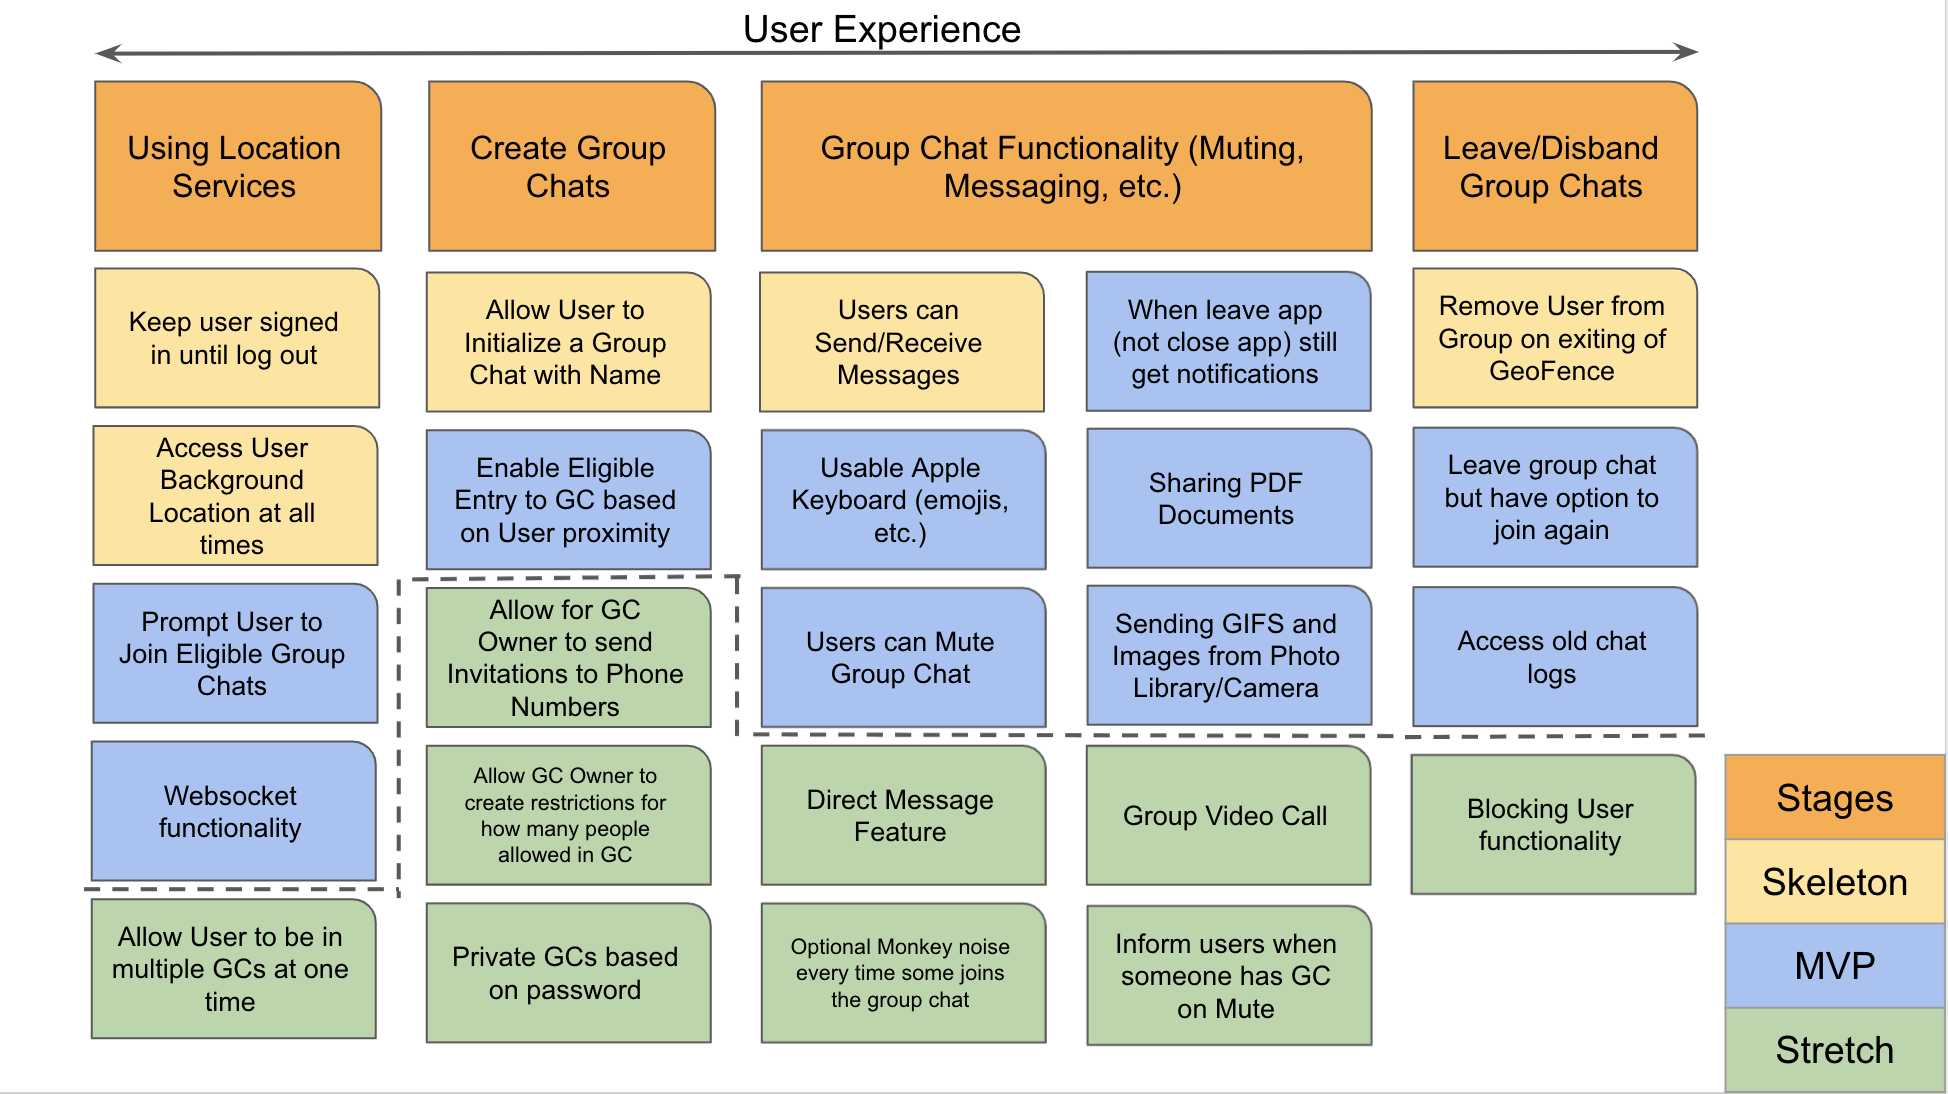 User Experience
Using Location
Services
Create Group
Chats
Group Chat Functionality (Muting,
Messaging, etc.)
Leave/Disband
Group Chats
Keep user signed
in until log out
Allow User to
Initialize a Group
Chat with Name
Users can
Send/Receive
Messages
When leave app
(not close app) still
get notifications
Remove User from
Group on exiting of
GeoFence
Access User
Background
Location at all
times
Enable Eligible
Entry to GC based
on User proximity
Usable Apple
Keyboard (emojis,
etc.)
Sharing PDF
Documents
Leave group chat
but have option to
join again
Prompt User to
Join Eligible Group
Chats
Allow for GC
Owner to send
Invitations to Phone
Numbers
Users can Mute
Group Chat
Sending GIFS and
Images from Photo
Library/Camera
Access old chat
logs
Websocket
functionality
Allow GC Owner to
create restrictions for
how many people
allowed in GC
Direct Message
Feature
Group Video Call
Blocking User
functionality
Allow User to be in
multiple GCs at one
time
Private GCs based
on password
Optional Monkey noise
every time some joins
the group chat
Inform users when
someone has GC
on Mute
Stages
Skeleton
MVP
Stretch